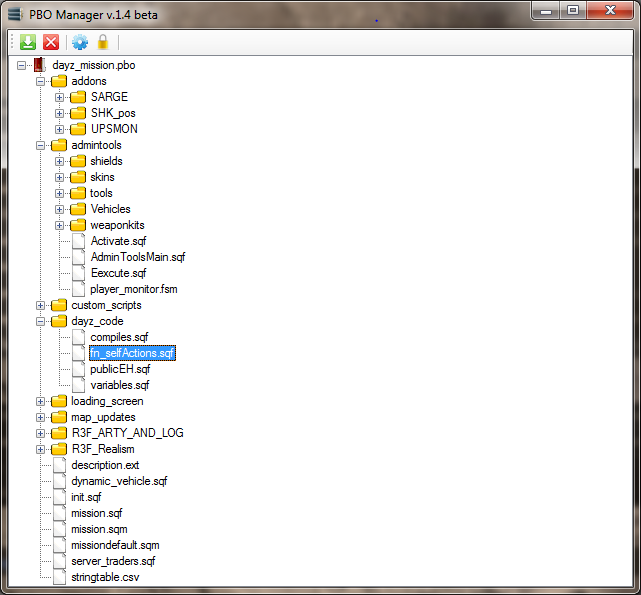 PBO Manager v.1.4 beta
dayz_mission.pbo
addons
SARGE
SHK_pos
UPSMON
admintools
shields
skins
tools
Vehicles
weaponkits
Activate.sqf
AdminToolsMain.sqf
Eexcute.sqf
player_monitor.fsm
custom_scripts
dayz_code
compiles.sqf
fn_selfActions.sqf
publicEH.sqf
variables.sqf
loading_screen
map_updates
R3F_ARTY_AND_LOG
R3F_Realism
description.ext
dynamic_vehicle.sqf
init.sqf
mission.sqf
mission.sqm
missiondefault.sqm
server_traders.sqf
stringtable.csv